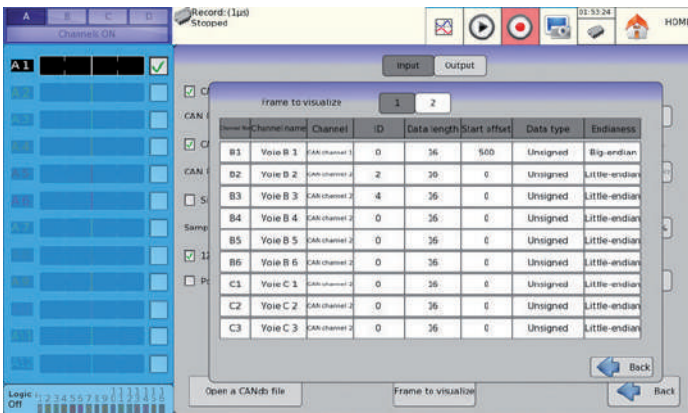 A B C D
Channels ON
Record: (1µs)
Stopped
01:53:24
HOME
Input Output
A1
A2
A3
A4
A5
A6
A7
Frame to visualize 1 2
Channel name Channel ID Data length Start offset Data type Endianess
B1 Voie B 1 CAN channel 1 0 16 500 Unsigned Big-endian
B2 Voie B 2 CAN channel 2 2 16 0 Unsigned Little-endian
B3 Voie B 3 CAN channel 2 4 16 0 Unsigned Little-endian
B4 Voie B 4 CAN channel 2 0 16 0 Unsigned Little-endian
B5 Voie B 5 CAN channel 2 0 16 0 Unsigned Little-endian
B6 Voie B 6 CAN channel 2 0 16 0 Unsigned Little-endian
C1 Voie C 1 CAN channel 2 0 16 0 Unsigned Little-endian
C2 Voie C 2 CAN channel 2 0 16 0 Unsigned Little-endian
C3 Voie C 3 CAN channel 2 0 16 0 Unsigned Little-endian
Back
Open a CANdb file Frame to visualize Back
Logic
Off